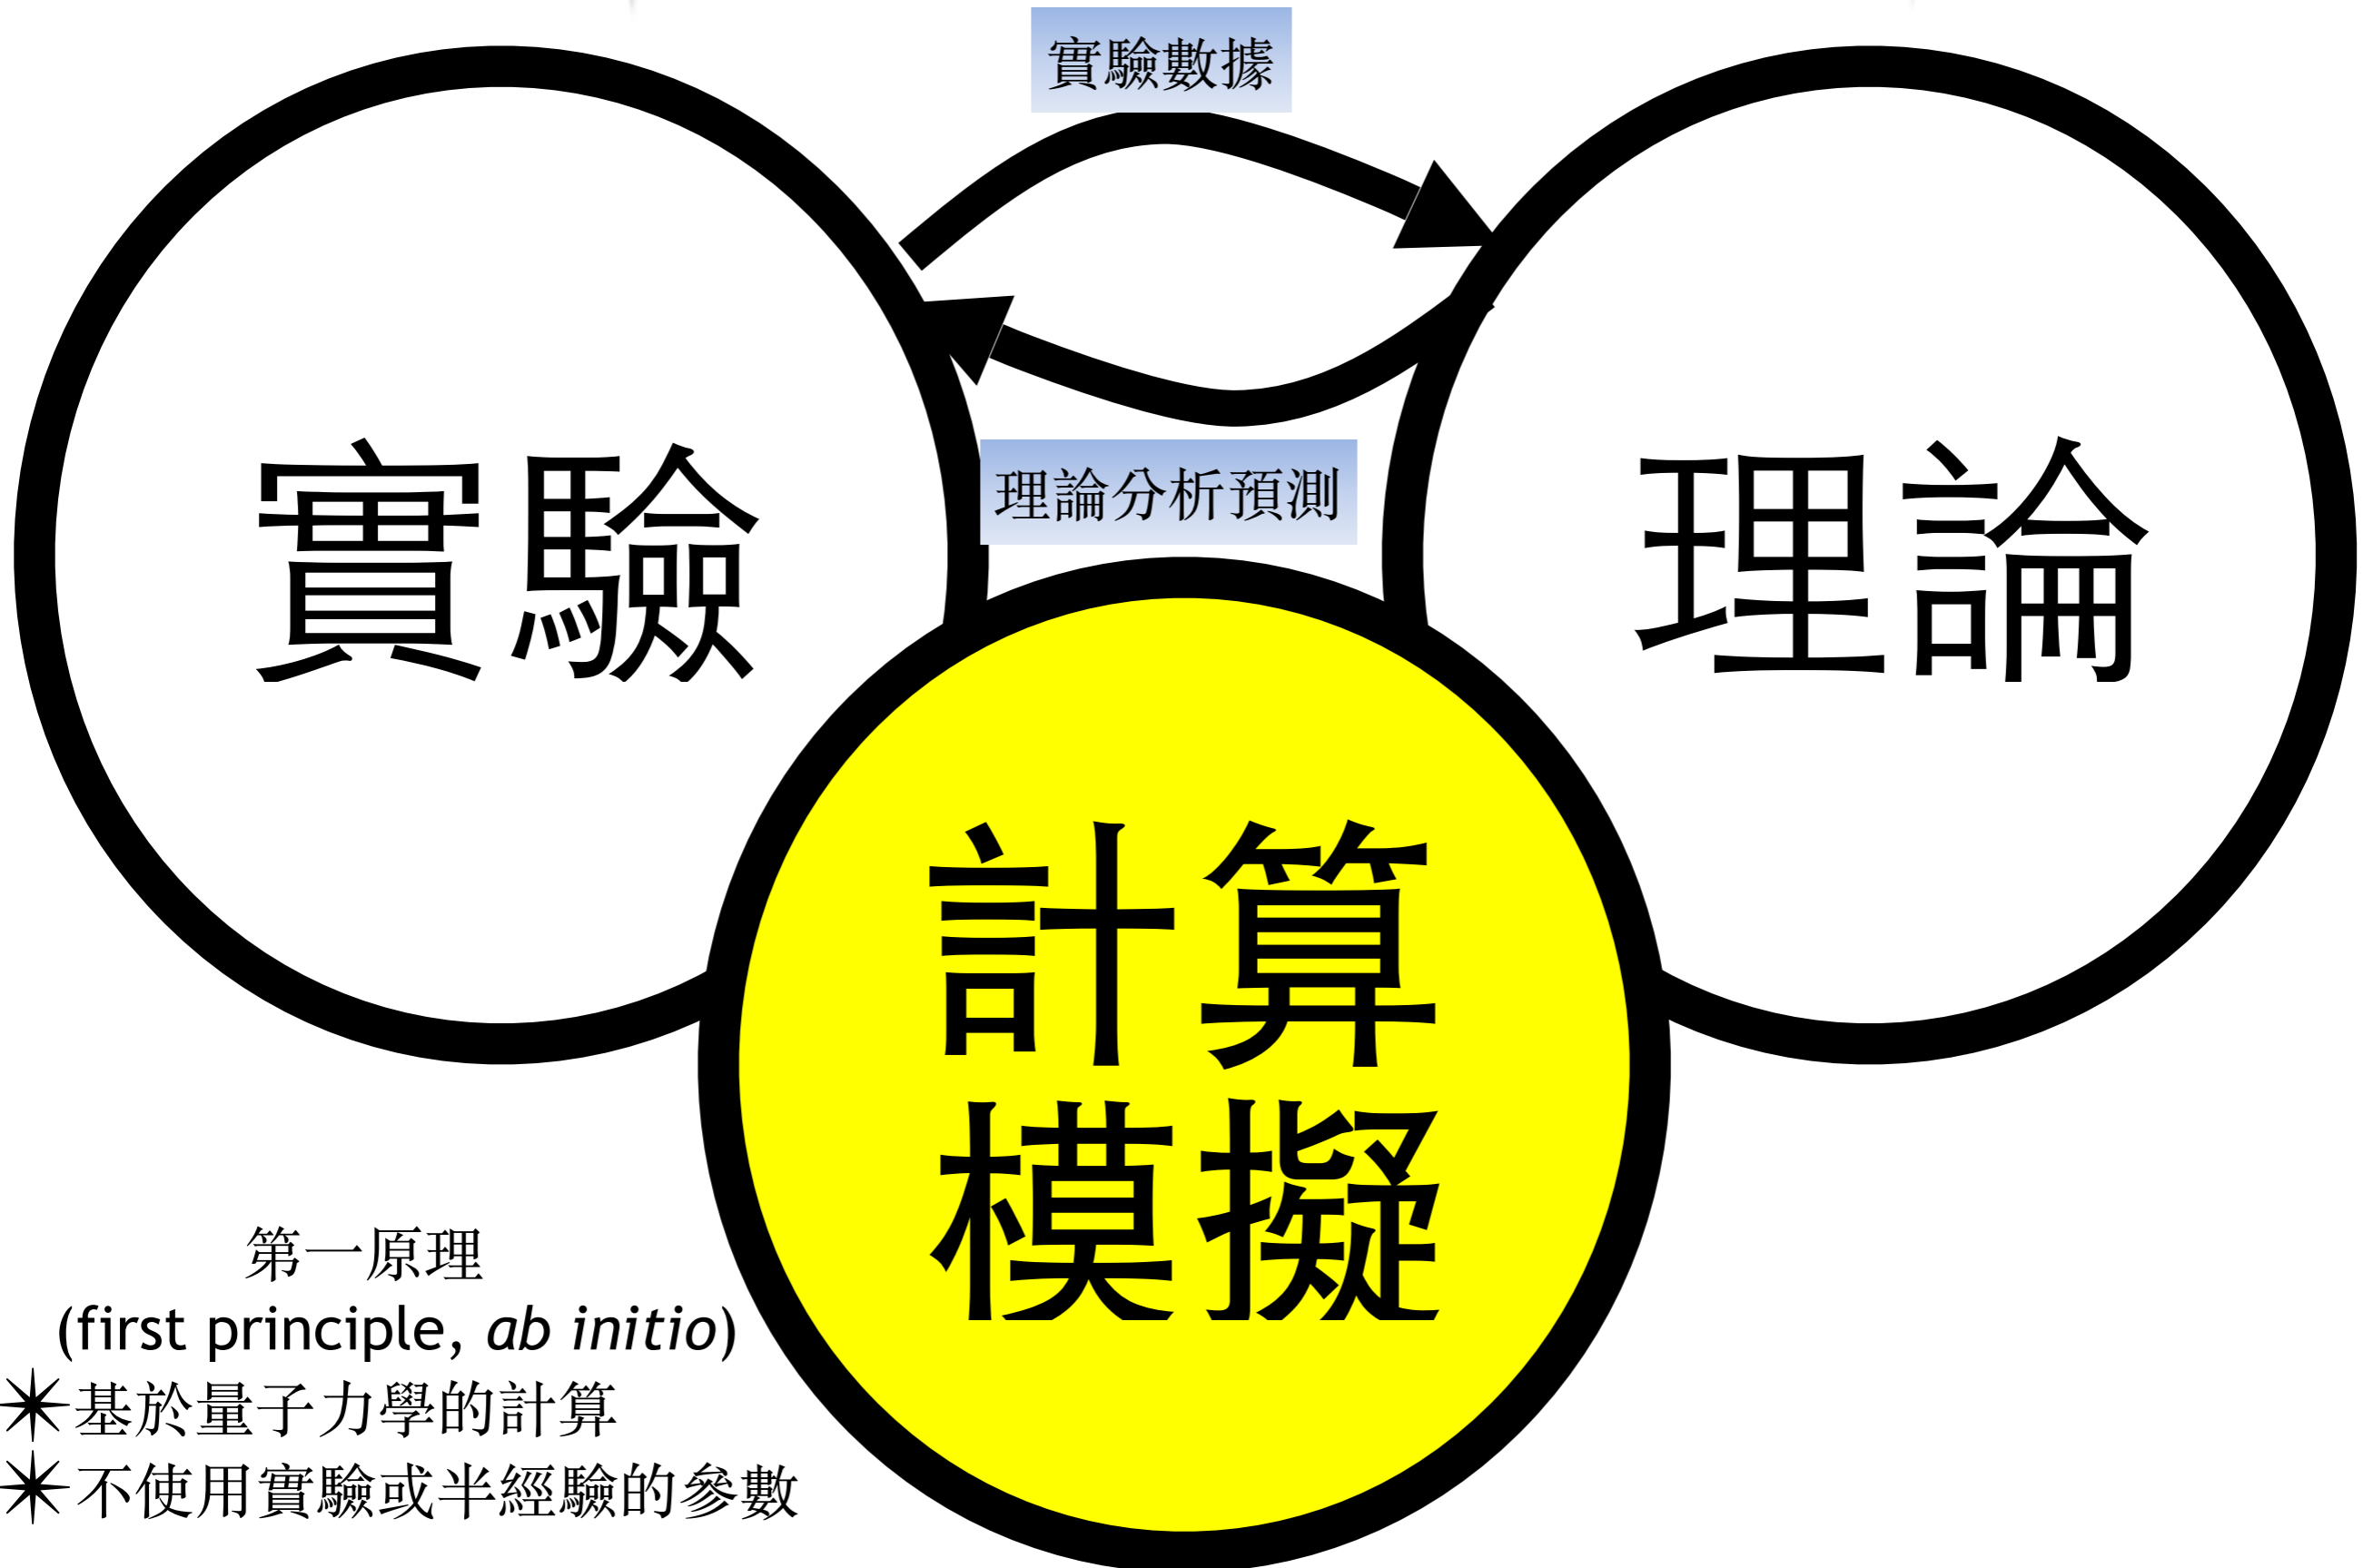 實驗數據
實驗
理論
理論分析預測
計算
模擬
第一原理
(first principle, ab initio)
基於量子力學的計算
不使用實驗或半經驗的參數